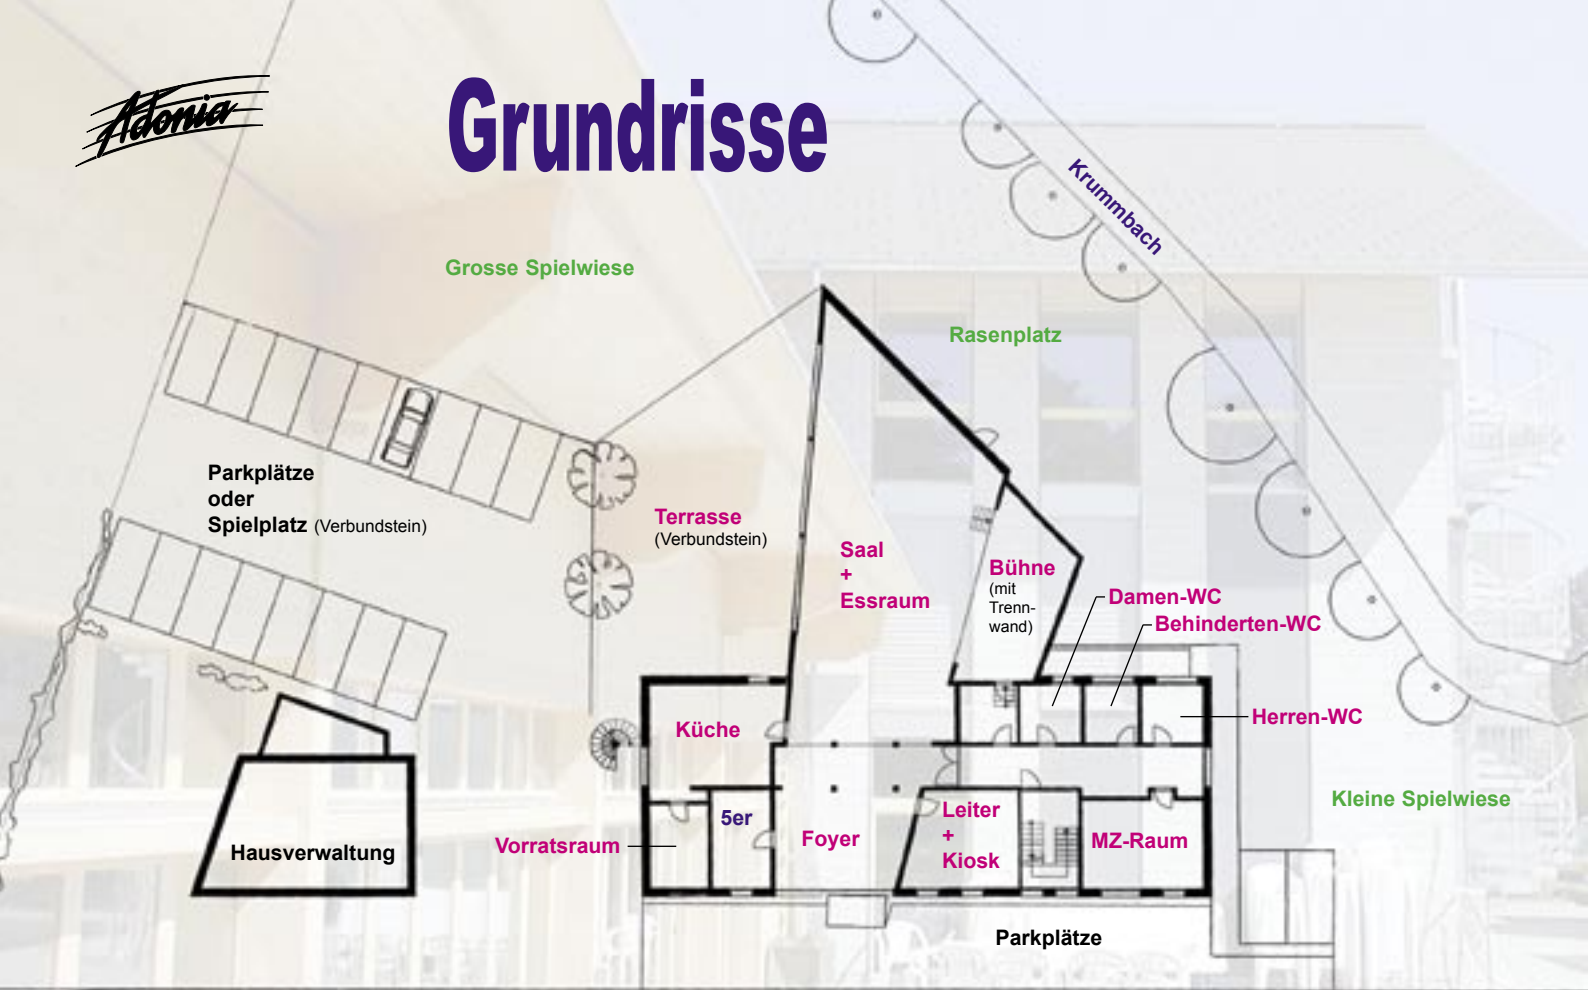 Adonia
Grundrisse
Krummbach
Grosse Spielwiese
Rasenplatz
Parkplätze
oder
Spielplatz (Verbundstein)
Terrasse
(Verbundstein)
Saal
+
Essraum
Bühne
(mit
Trenn-
wand)
Damen-WC
Behinderten-WC
Herren-WC
Küche
Kleine Spielwiese
5er
Vorratsraum
Foyer
Leiter
+
Kiosk
MZ-Raum
Hausverwaltung
Parkplätze